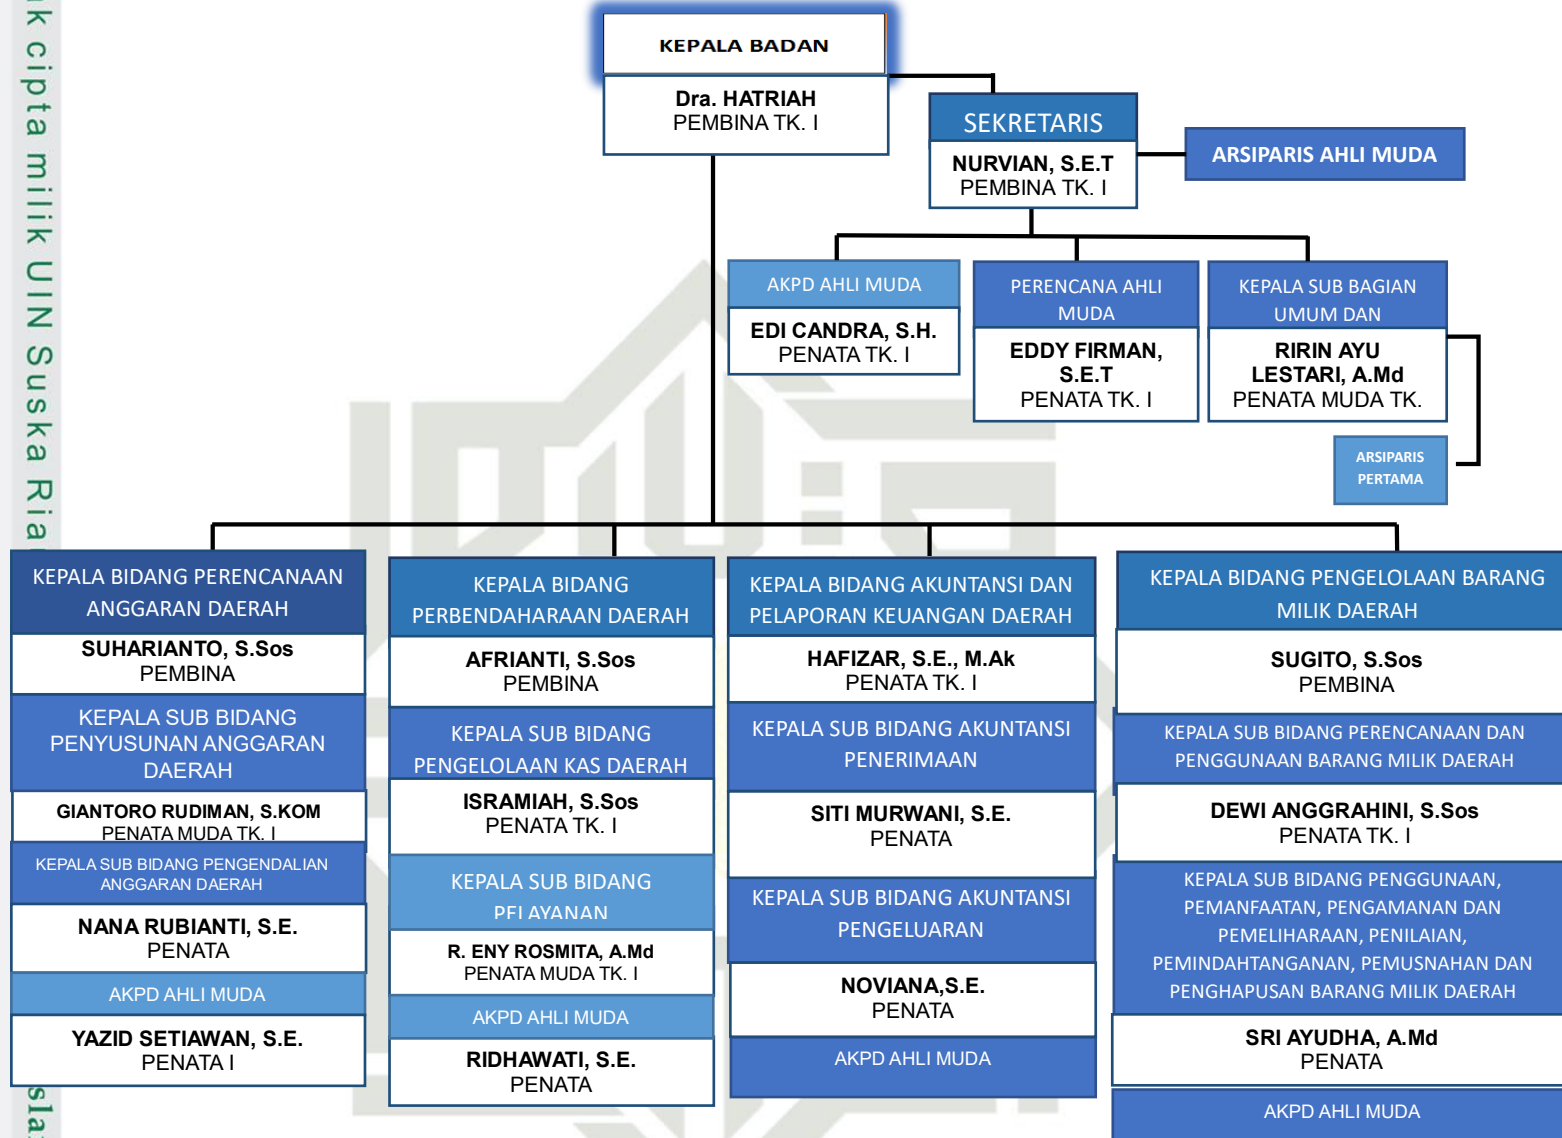 KEPALA BADAN
Dra. HATRIAH
PEMBINA TK. I
SEKRETARIS
NURVIAN, S.E.T
PEMBINA TK. I
ARSIPARIS AHLI MUDA
AKPD AHLI MUDA
EDI CANDRA, S.H.
PENATA TK. I
PERENCANA AHLI
MUDA
EDDY FIRMAN,
S.E.T
PENATA TK. I
KEPALA SUB BAGIAN
UMUM DAN
RIRIN AYU
LESTARI, A.Md
PENATA MUDA TK.
ARSIPARIS
PERTAMA
KEPALA BIDANG PERENCANAAN
ANGGARAN DAERAH
SUHARIANTO, S.Sos
PEMBINA
KEPALA SUB BIDANG
PENYUSUNAN ANGGARAN
DAERAH
GIANTORO RUDIMAN, S.KOM
PENATA MUDA TK. I
KEPALA SUB BIDANG PENGENDALIAN
ANGGARAN DAERAH
NANA RUBIANTI, S.E.
PENATA
AKPD AHLI MUDA
YAZID SETIAWAN, S.E.
PENATA I
KEPALA BIDANG
PERBENDAHARAAN DAERAH
AFRIANTI, S.Sos
PEMBINA
KEPALA SUB BIDANG
PENGELOLAAN KAS DAERAH
ISRAMIAH, S.Sos
PENATA TK. I
KEPALA SUB BIDANG
PELAYANAN
R. ENY ROSMITA, A.Md
PENATA MUDA TK. I
AKPD AHLI MUDA
RIDHAWATI, S.E.
PENATA
KEPALA BIDANG AKUNTANSI DAN
PELAPORAN KEUANGAN DAERAH
HAFIZAR, S.E., M.Ak
PENATA TK. I
KEPALA SUB BIDANG AKUNTANSI
PENERIMAAN
SITI MURWANI, S.E.
PENATA
KEPALA SUB BIDANG AKUNTANSI
PENGELUARAN
NOVIANA,S.E.
PENATA
AKPD AHLI MUDA
KEPALA BIDANG PENGELOLAAN BARANG
MILIK DAERAH
SUGITO, S.Sos
PEMBINA
KEPALA SUB BIDANG PERENCANAAN DAN
PENGGUNAAN BARANG MILIK DAERAH
DEWI ANGGRAHINI, S.Sos
PENATA TK. I
KEPALA SUB BIDANG PENGGUNAAN,
PEMANFAATAN, PENGAMANAN DAN
PEMELIHARAAN, PENILAIAN,
PEMINDAHTANGANAN, PEMUSNAHAN DAN
PENGHAPUSAN BARANG MILIK DAERAH
SRI AYUDHA, A.Md
PENATA
AKPD AHLI MUDA
k cipta milik UIN Suska Ria
sla